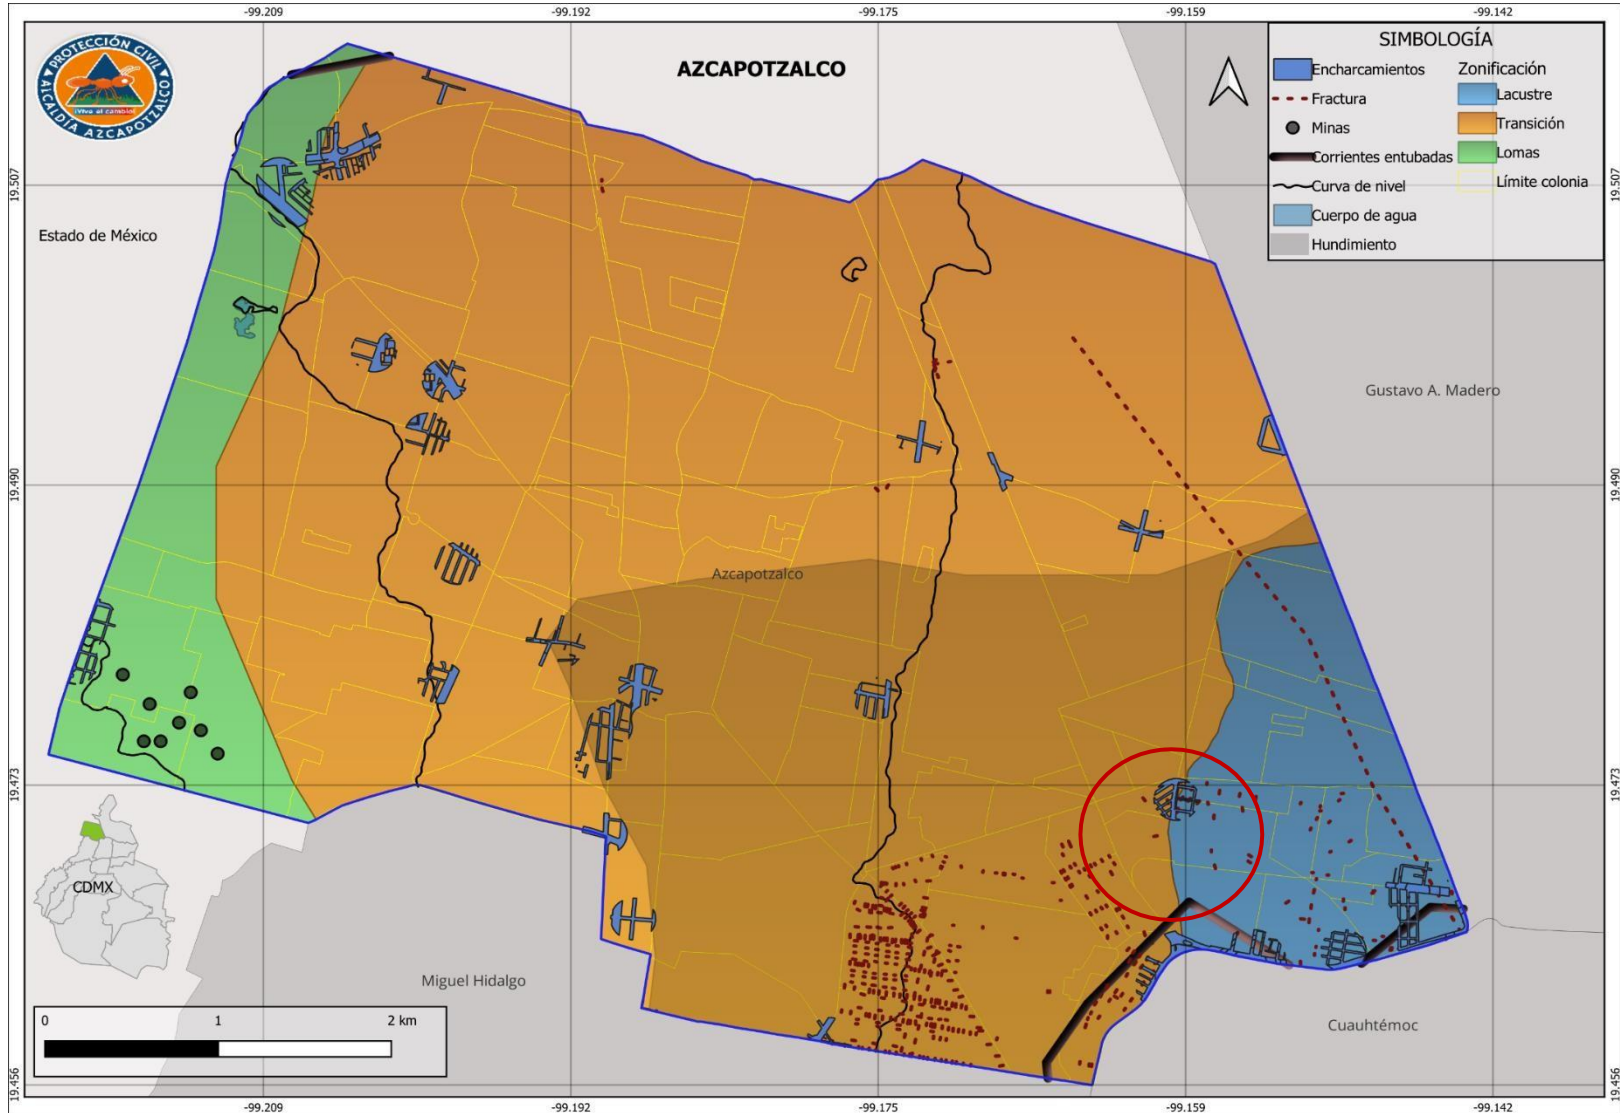 -99.209
-99.192
-99.175
-99.159
-99.142
PROTECCIÓN CIVIL
¡Vive el cambio!
ALCALDÍA AZCAPOTZALCO
AZCAPOTZALCO
SIMBOLOGÍA
Encharcamientos
Fractura
Minas
Corrientes entubadas
Curva de nivel
Cuerpo de agua
Hundimiento
Zonificación
Lacustre
Transición
Lomas
Límite colonia
19.507
19.507
Estado de México
Gustavo A. Madero
19.490
19.490
Azcapotzalco
19.473
19.473
CDMX
Miguel Hidalgo
Cuauhtémoc
0 1 2 km
19.456
19.456
-99.209
-99.192
-99.175
-99.159
-99.142